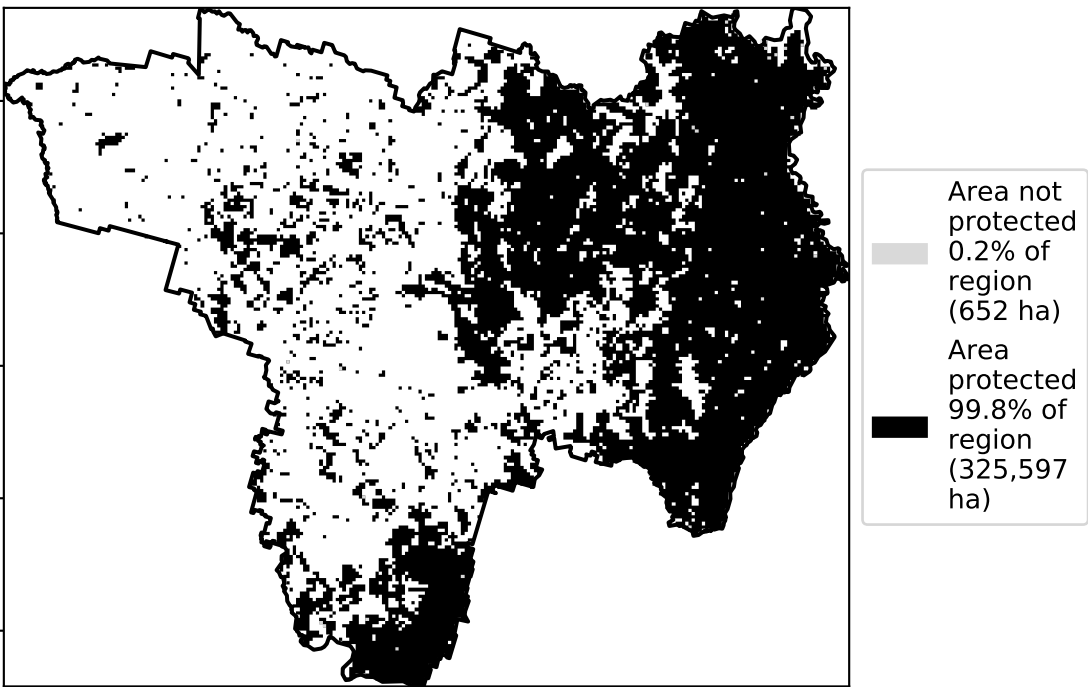 Area not
protected
0.2% of
region
(652 ha)
Area
protected
99.8% of
region
(325,597
ha)